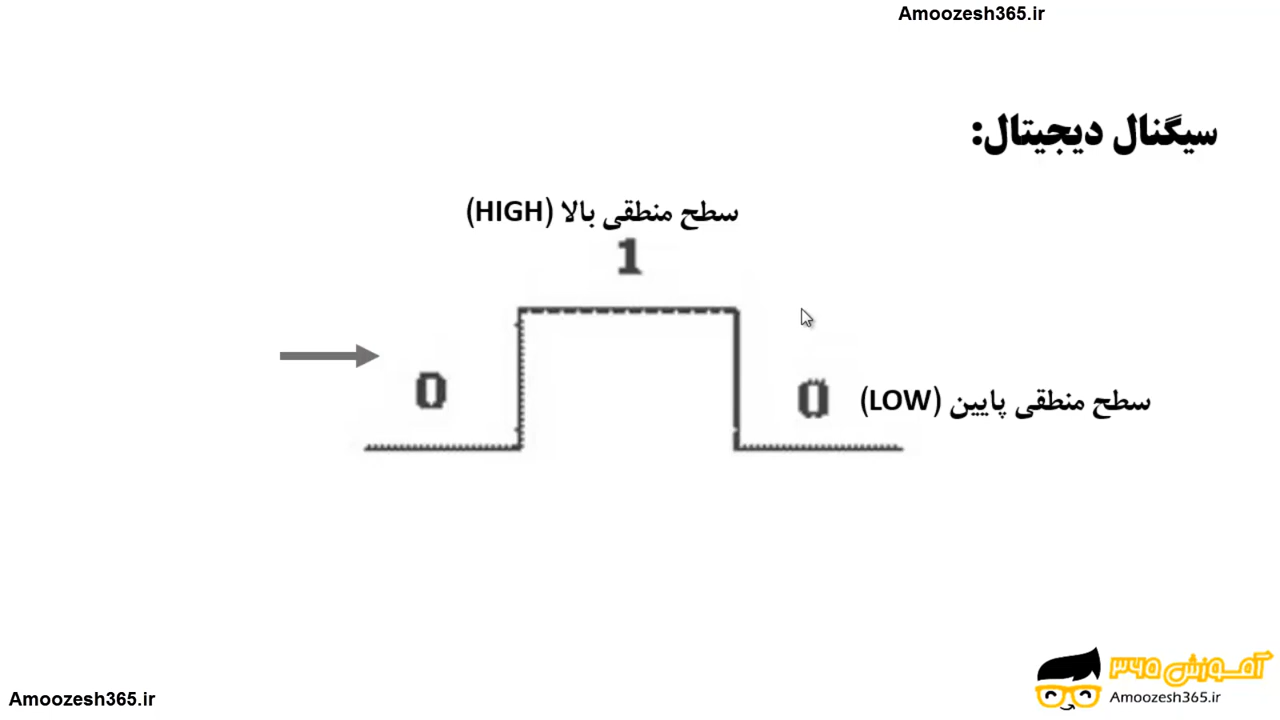 Amoozesh365.ir
سیگنال دیجیتال:
سطح منطقی بالا (HIGH)
1
0
0
سطح منطقی پایین (LOW)
آموزش ۳۶۵
Amoozesh365.ir
Amoozesh365.ir